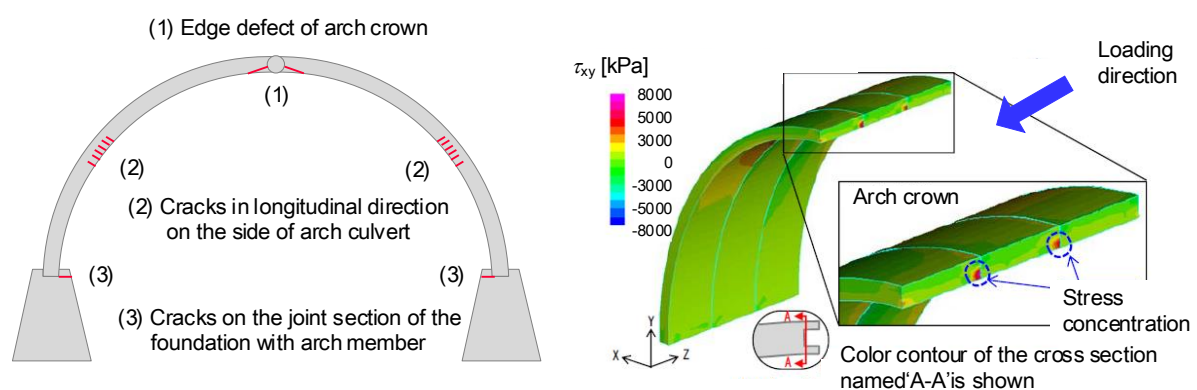 (1) Edge defect of arch crown
(1)
(2)
(2)
(2) Cracks in longitudinal direction
on the side of arch culvert
(3)
(3)
(3) Cracks on the joint section of the
foundation with arch member
τxy [kPa]
8000
6000
3000
0
-3000
-5000
-8000
Loading
direction
Arch crown
Stress
concentration
Y
X
Z
A
A
Color contour of the cross section
named‘A-A’is shown